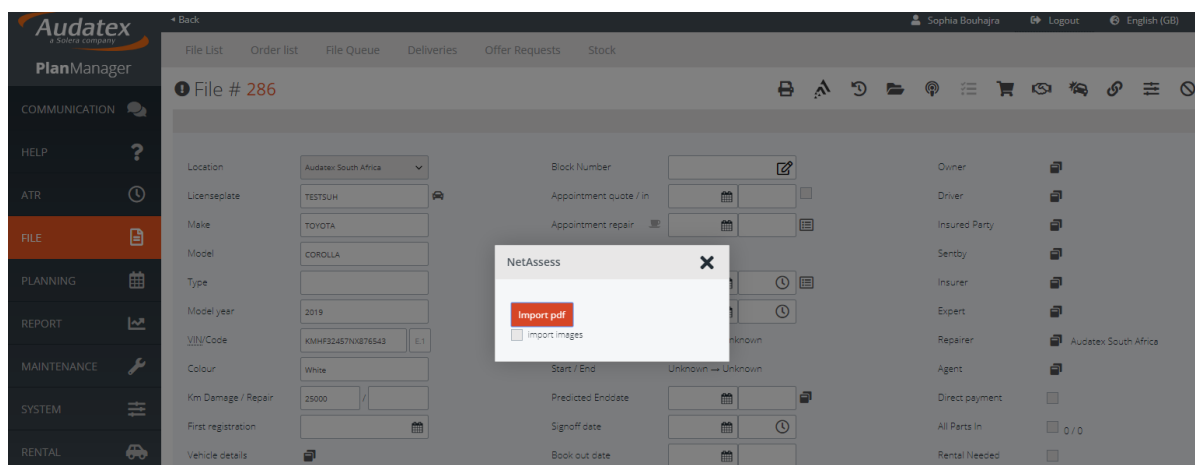 Audatex
a Solera company
PlanManager
COMMUNICATION
HELP
ATR
FILE
PLANNING
REPORT
MAINTENANCE
SYSTEM
RENTAL
Back
Sophia Bouhajra Logout English (GB)
File List Order list File Queue Deliveries Offer Requests Stock
File # 286
Location Audatex South Africa
Licenseplate TESTSUH
Make TOYOTA
Model COROLLA
Type
Model year 2019
VIN/Code KMHF32457NX876543 E.1
Colour White
Km Damage / Repair 25000 /
First registration
Vehicle details
Block Number
Appointment quote / in
Appointment repair
NetAssess
Import pdf
import images
Start / End Unknown → Unknown
Predicted Enddate
Signoff date
Book out date
Owner
Driver
Insured Party
Sentby
Insurer
Expert
Repairer Audatex South Africa
Agent
Direct payment
All Parts In 0 / 0
Rental Needed